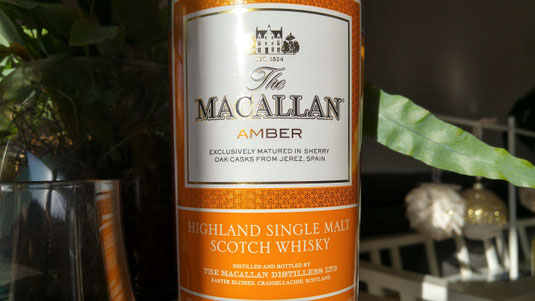 EST. 1824
The
MACALLAN
AMBER
EXCLUSIVELY MATURED IN SHERRY
OAK CASKS FROM JEREZ, SPAIN
HIGHLAND SINGLE MALT
SCOTCH WHISKY
DISTILLED AND BOTTLED BY
THE MACALLAN DISTILLERS LTD
EASTER ELCHIES, CRAIGELLACHIE, SCOTLAND.